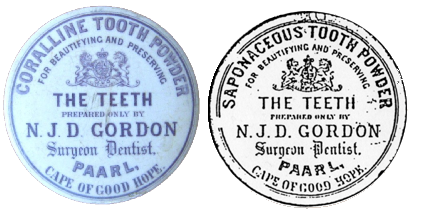 CORALLINE TOOTH POWDER
FOR BEAUTIFYING AND PRESERVING
THE TEETH
PREPARED ONLY BY
N. J. D. GORDON
Surgeon Dentist,
PAARL,
CAPE OF GOOD HOPE.
SAPONACEOUS TOOTH POWDER
FOR BEAUTIFYING AND PRESERVING
THE TEETH
PREPARED ONLY BY
N. J. D. GORDON
Surgeon Dentist,
PAARL,
CAPE OF GOOD HOPE.